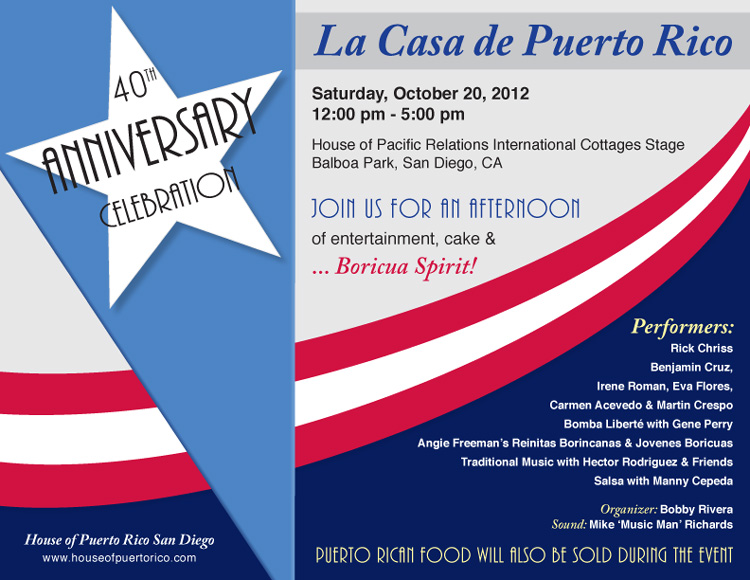 40TH
ANNIVERSARY
CELEBRATION
La Casa de Puerto Rico
Saturday, October 20, 2012
12:00 pm - 5:00 pm
House of Pacific Relations International Cottages Stage
Balboa Park, San Diego, CA
JOIN US FOR AN AFTERNOON
of entertainment, cake &
... Boricua Spirit!
Performers:
Rick Chriss
Benjamin Cruz,
Irene Roman, Eva Flores,
Carmen Acevedo & Martin Crespo
Bomba Liberté with Gene Perry
Angie Freeman's Reinitas Borincanas & Jovenes Boricuas
Traditional Music with Hector Rodriguez & Friends
Salsa with Manny Cepeda
Organizer: Bobby Rivera
Sound: Mike 'Music Man' Richards
PUERTO RICAN FOOD WILL ALSO BE SOLD DURING THE EVENT
House of Puerto Rico San Diego
www.houseofpuertorico.com